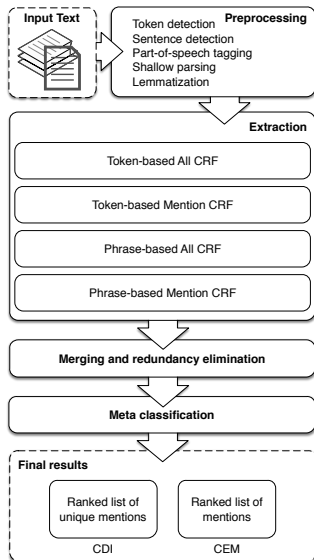 Input Text
Preprocessing
Token detection
Sentence detection
Part-of-speech tagging
Shallow parsing
Lemmatization
Extraction
Token-based All CRF
Token-based Mention CRF
Phrase-based All CRF
Phrase-based Mention CRF
Merging and redundancy elimination
Meta classification
Final results
Ranked list of
unique mentions
Ranked list of
mentions
CDI
CEM